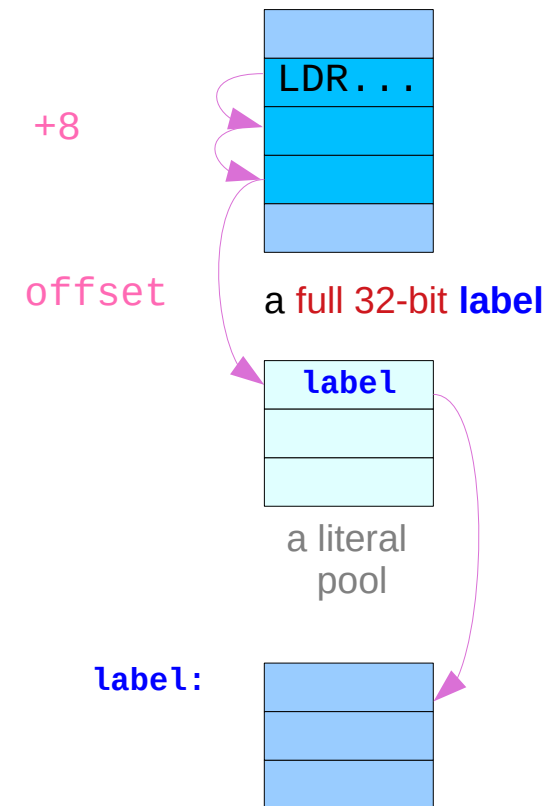 LDR...
+8
offset
a full 32-bit label
label
a literal
pool
label: